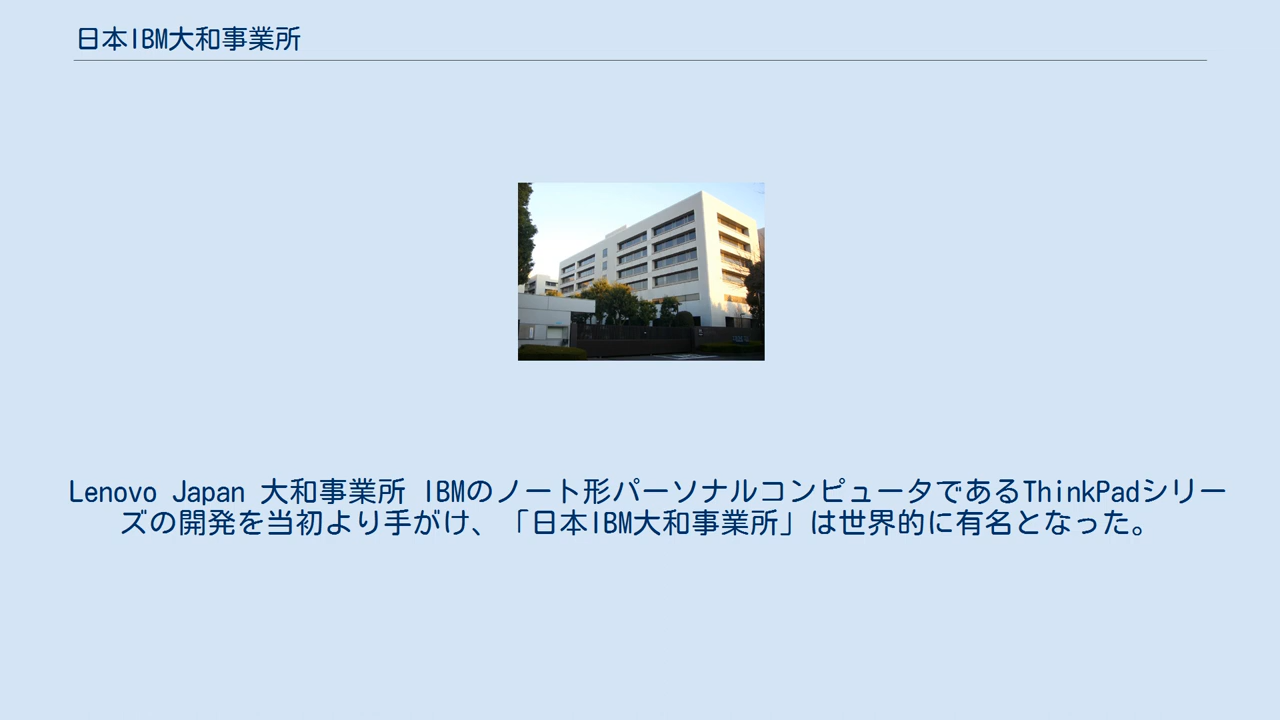 日本IBM大和事業所
Lenovo Japan 大和事業所 IBMのノート形パーソナルコンピュータであるThinkPadシリー
ズの開発を当初より手がけ、「日本IBM大和事業所」は世界的に有名となった。